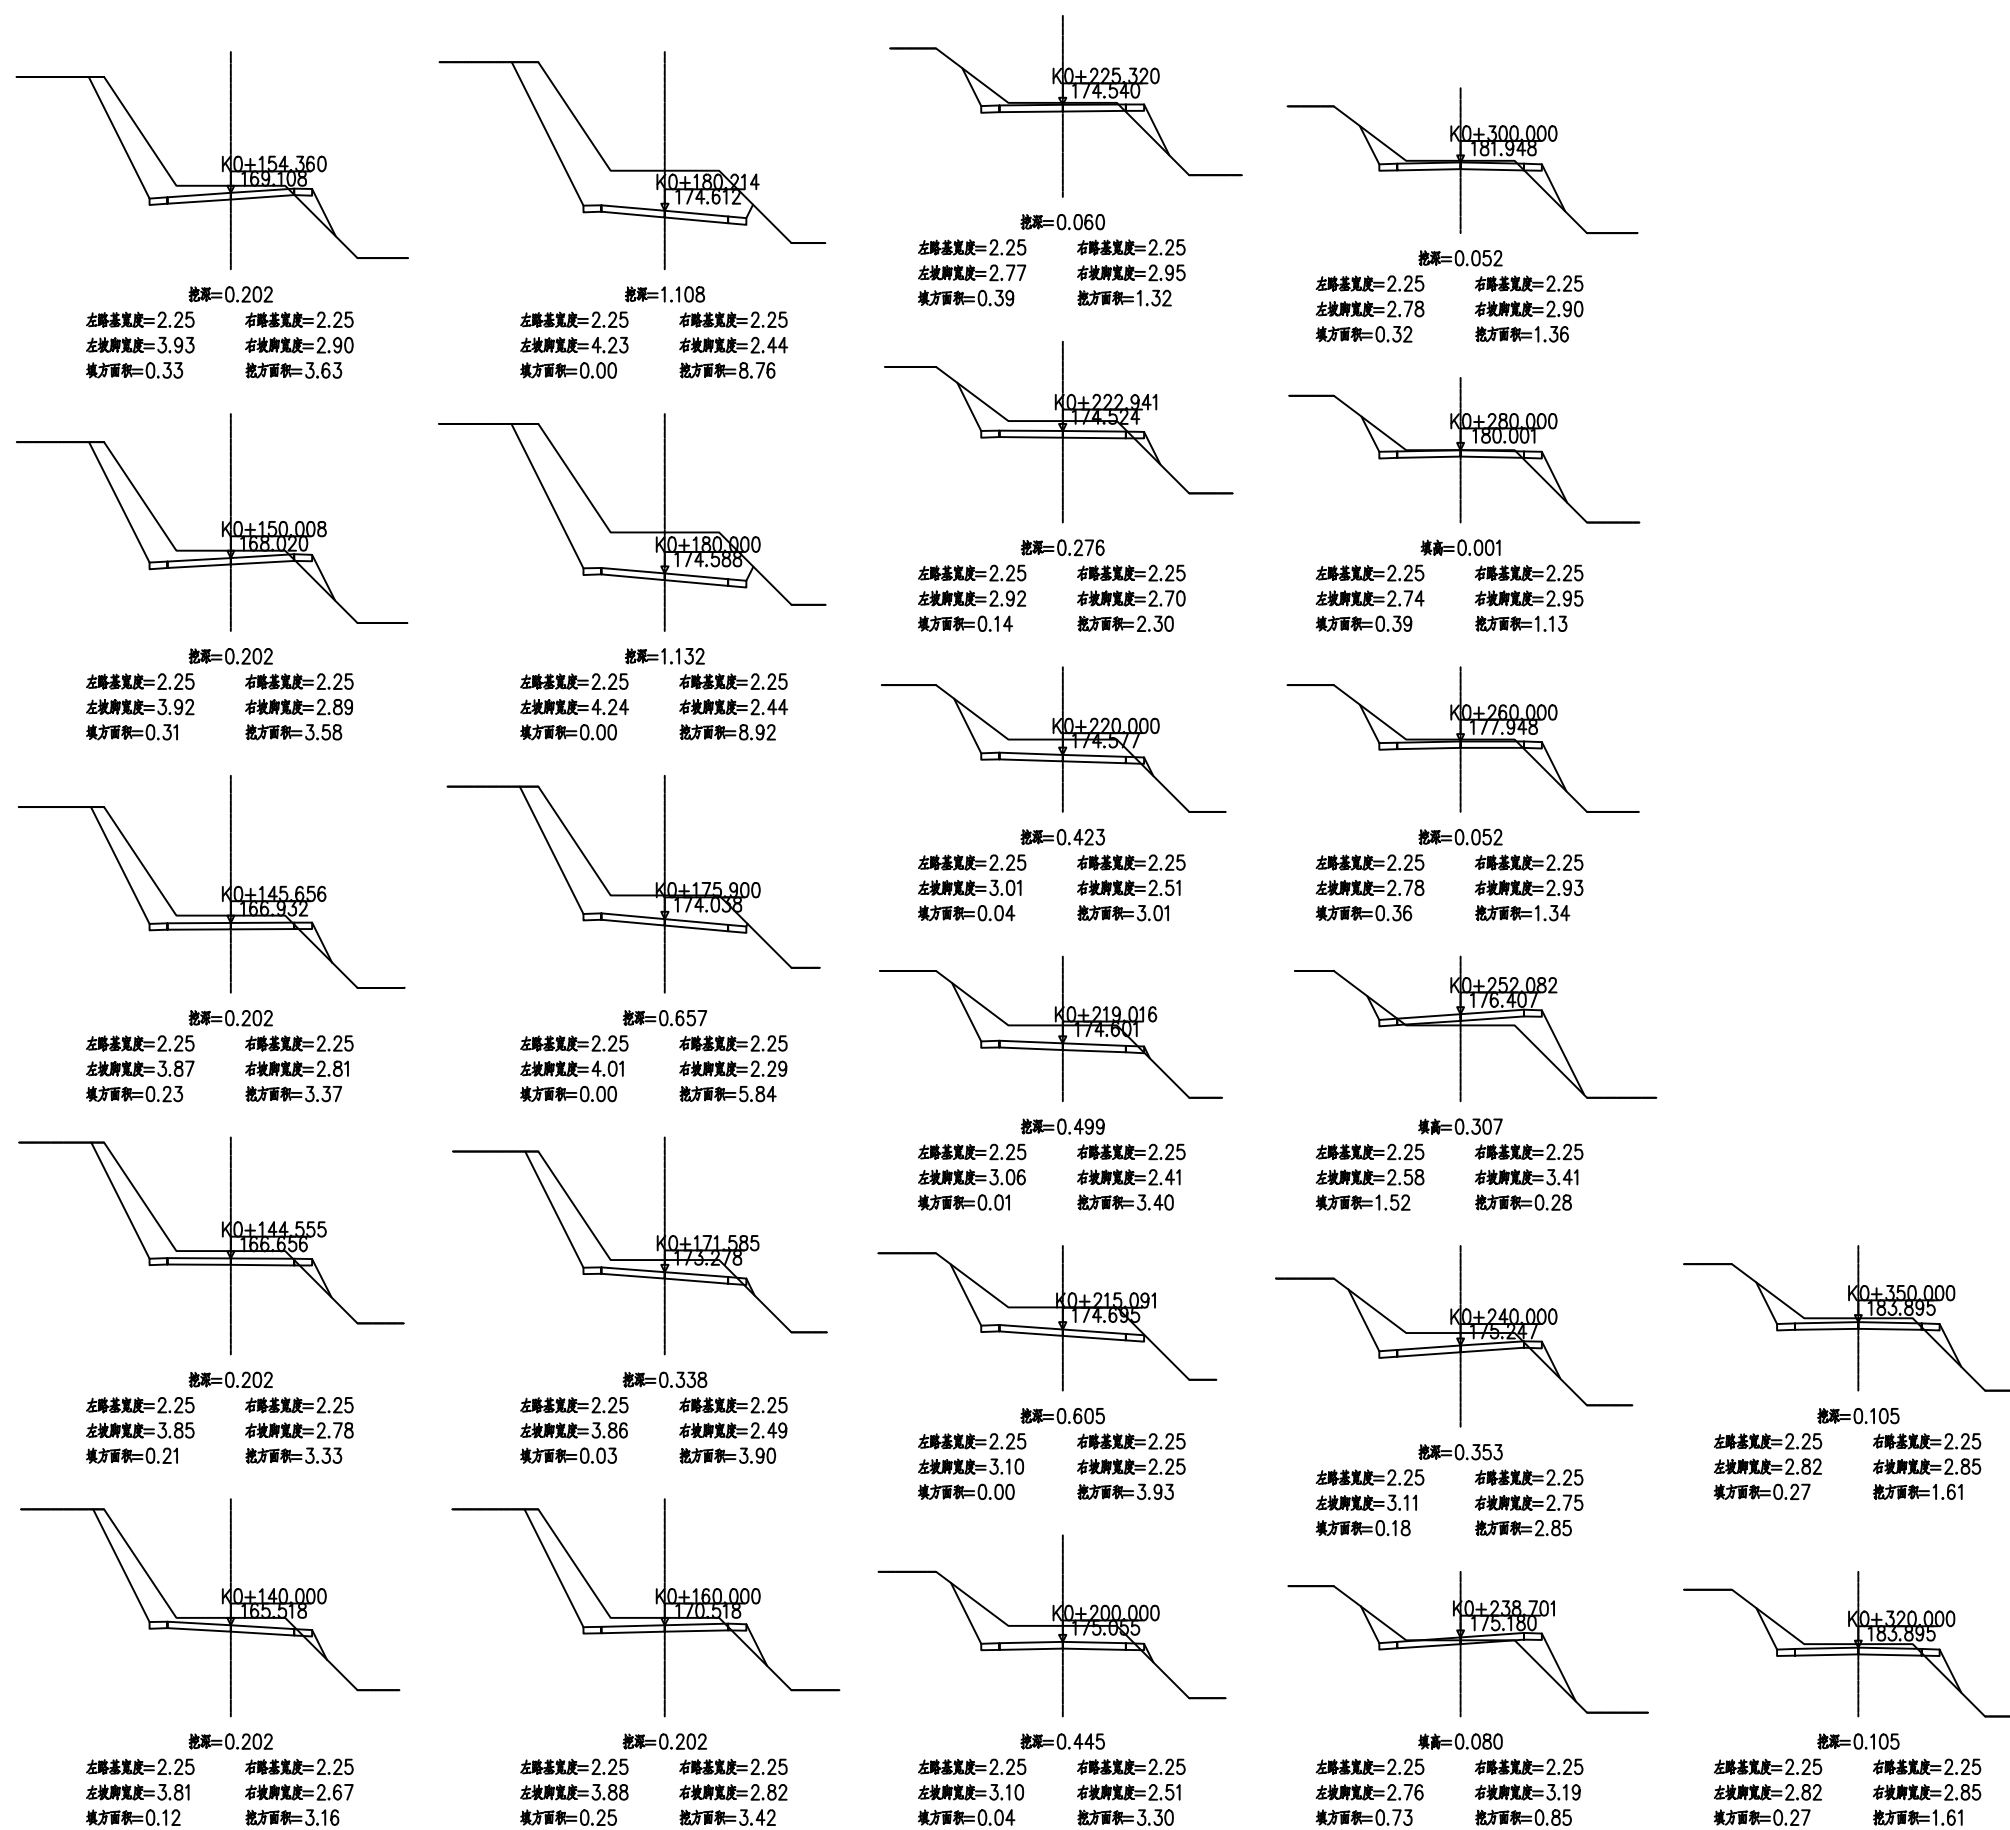 K0+154.360
169.108
挖深=0.202
左路基宽度=2.25 右路基宽度=2.25
左坡脚宽度=3.93 右坡脚宽度=2.90
填方面积=0.33 挖方面积=3.63
K0+150.008
168.020
挖深=0.202
左路基宽度=2.25 右路基宽度=2.25
左坡脚宽度=3.92 右坡脚宽度=2.89
填方面积=0.31 挖方面积=3.58
K0+145.656
166.932
挖深=0.202
左路基宽度=2.25 右路基宽度=2.25
左坡脚宽度=3.87 右坡脚宽度=2.81
填方面积=0.23 挖方面积=3.37
K0+144.555
166.656
挖深=0.202
左路基宽度=2.25 右路基宽度=2.25
左坡脚宽度=3.85 右坡脚宽度=2.78
填方面积=0.21 挖方面积=3.33
K0+140.000
165.518
挖深=0.202
左路基宽度=2.25 右路基宽度=2.25
左坡脚宽度=3.81 右坡脚宽度=2.67
填方面积=0.12 挖方面积=3.16
K0+180.214
174.612
挖深=1.108
左路基宽度=2.25 右路基宽度=2.25
左坡脚宽度=4.23 右坡脚宽度=2.44
填方面积=0.00 挖方面积=8.76
K0+180.000
174.588
挖深=1.132
左路基宽度=2.25 右路基宽度=2.25
左坡脚宽度=4.24 右坡脚宽度=2.44
填方面积=0.00 挖方面积=8.92
K0+175.900
174.038
挖深=0.657
左路基宽度=2.25 右路基宽度=2.25
左坡脚宽度=4.01 右坡脚宽度=2.29
填方面积=0.00 挖方面积=5.84
K0+171.585
173.278
挖深=0.338
左路基宽度=2.25 右路基宽度=2.25
左坡脚宽度=3.86 右坡脚宽度=2.49
填方面积=0.03 挖方面积=3.90
K0+160.000
170.518
挖深=0.202
左路基宽度=2.25 右路基宽度=2.25
左坡脚宽度=3.88 右坡脚宽度=2.82
填方面积=0.25 挖方面积=3.42
K0+225.320
174.540
挖深=0.060
左路基宽度=2.25 右路基宽度=2.25
左坡脚宽度=2.77 右坡脚宽度=2.95
填方面积=0.39 挖方面积=1.32
K0+222.941
174.524
挖深=0.276
左路基宽度=2.25 右路基宽度=2.25
左坡脚宽度=2.92 右坡脚宽度=2.70
填方面积=0.14 挖方面积=2.30
K0+220.000
174.577
挖深=0.423
左路基宽度=2.25 右路基宽度=2.25
左坡脚宽度=3.01 右坡脚宽度=2.51
填方面积=0.04 挖方面积=3.01
K0+219.016
174.601
挖深=0.499
左路基宽度=2.25 右路基宽度=2.25
左坡脚宽度=3.06 右坡脚宽度=2.41
填方面积=0.01 挖方面积=3.40
K0+215.091
174.695
挖深=0.605
左路基宽度=2.25 右路基宽度=2.25
左坡脚宽度=3.10 右坡脚宽度=2.25
填方面积=0.00 挖方面积=3.93
K0+200.000
175.055
挖深=0.445
左路基宽度=2.25 右路基宽度=2.25
左坡脚宽度=3.10 右坡脚宽度=2.51
填方面积=0.04 挖方面积=3.30
K0+300.000
181.948
挖深=0.052
左路基宽度=2.25 右路基宽度=2.25
左坡脚宽度=2.78 右坡脚宽度=2.90
填方面积=0.32 挖方面积=1.36
K0+280.000
180.001
填高=0.001
左路基宽度=2.25 右路基宽度=2.25
左坡脚宽度=2.74 右坡脚宽度=2.95
填方面积=0.39 挖方面积=1.13
K0+260.000
177.948
挖深=0.052
左路基宽度=2.25 右路基宽度=2.25
左坡脚宽度=2.78 右坡脚宽度=2.93
填方面积=0.36 挖方面积=1.34
K0+252.082
176.407
填高=0.307
左路基宽度=2.25 右路基宽度=2.25
左坡脚宽度=2.58 右坡脚宽度=3.41
填方面积=1.52 挖方面积=0.28
K0+240.000
175.247
挖深=0.353
左路基宽度=2.25 右路基宽度=2.25
左坡脚宽度=3.11 右坡脚宽度=2.75
填方面积=0.18 挖方面积=2.85
K0+238.701
175.180
填高=0.080
左路基宽度=2.25 右路基宽度=2.25
左坡脚宽度=2.76 右坡脚宽度=3.19
填方面积=0.73 挖方面积=0.85
K0+350.000
183.895
挖深=0.105
左路基宽度=2.25 右路基宽度=2.25
左坡脚宽度=2.82 右坡脚宽度=2.85
填方面积=0.27 挖方面积=1.61
K0+320.000
183.895
挖深=0.105
左路基宽度=2.25 右路基宽度=2.25
左坡脚宽度=2.82 右坡脚宽度=2.85
填方面积=0.27 挖方面积=1.61